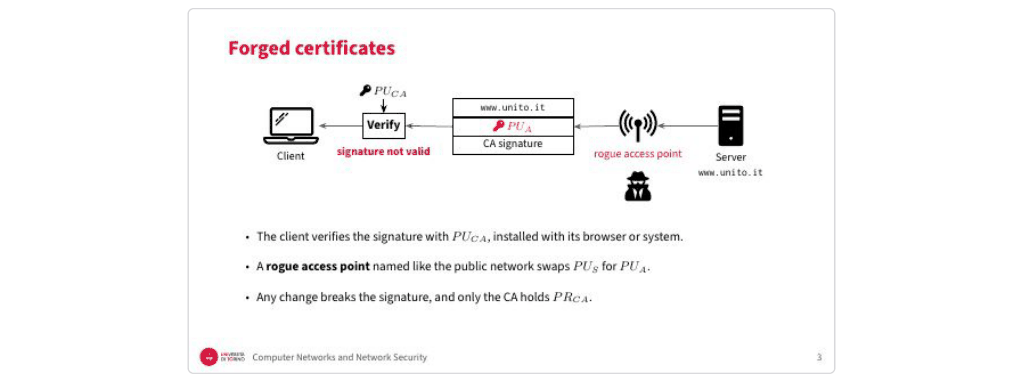 Forged certificates
PU_CA
www.unito.it
Verify
PU_A
CA signature
signature not valid
Client
rogue access point
Server
www.unito.it
• The client verifies the signature with PU_CA, installed with its browser or system.
• A rogue access point named like the public network swaps PU_S for PU_A.
• Any change breaks the signature, and only the CA holds PR_CA.
UNIVERSITÀ
DI TORINO
Computer Networks and Network Security
3